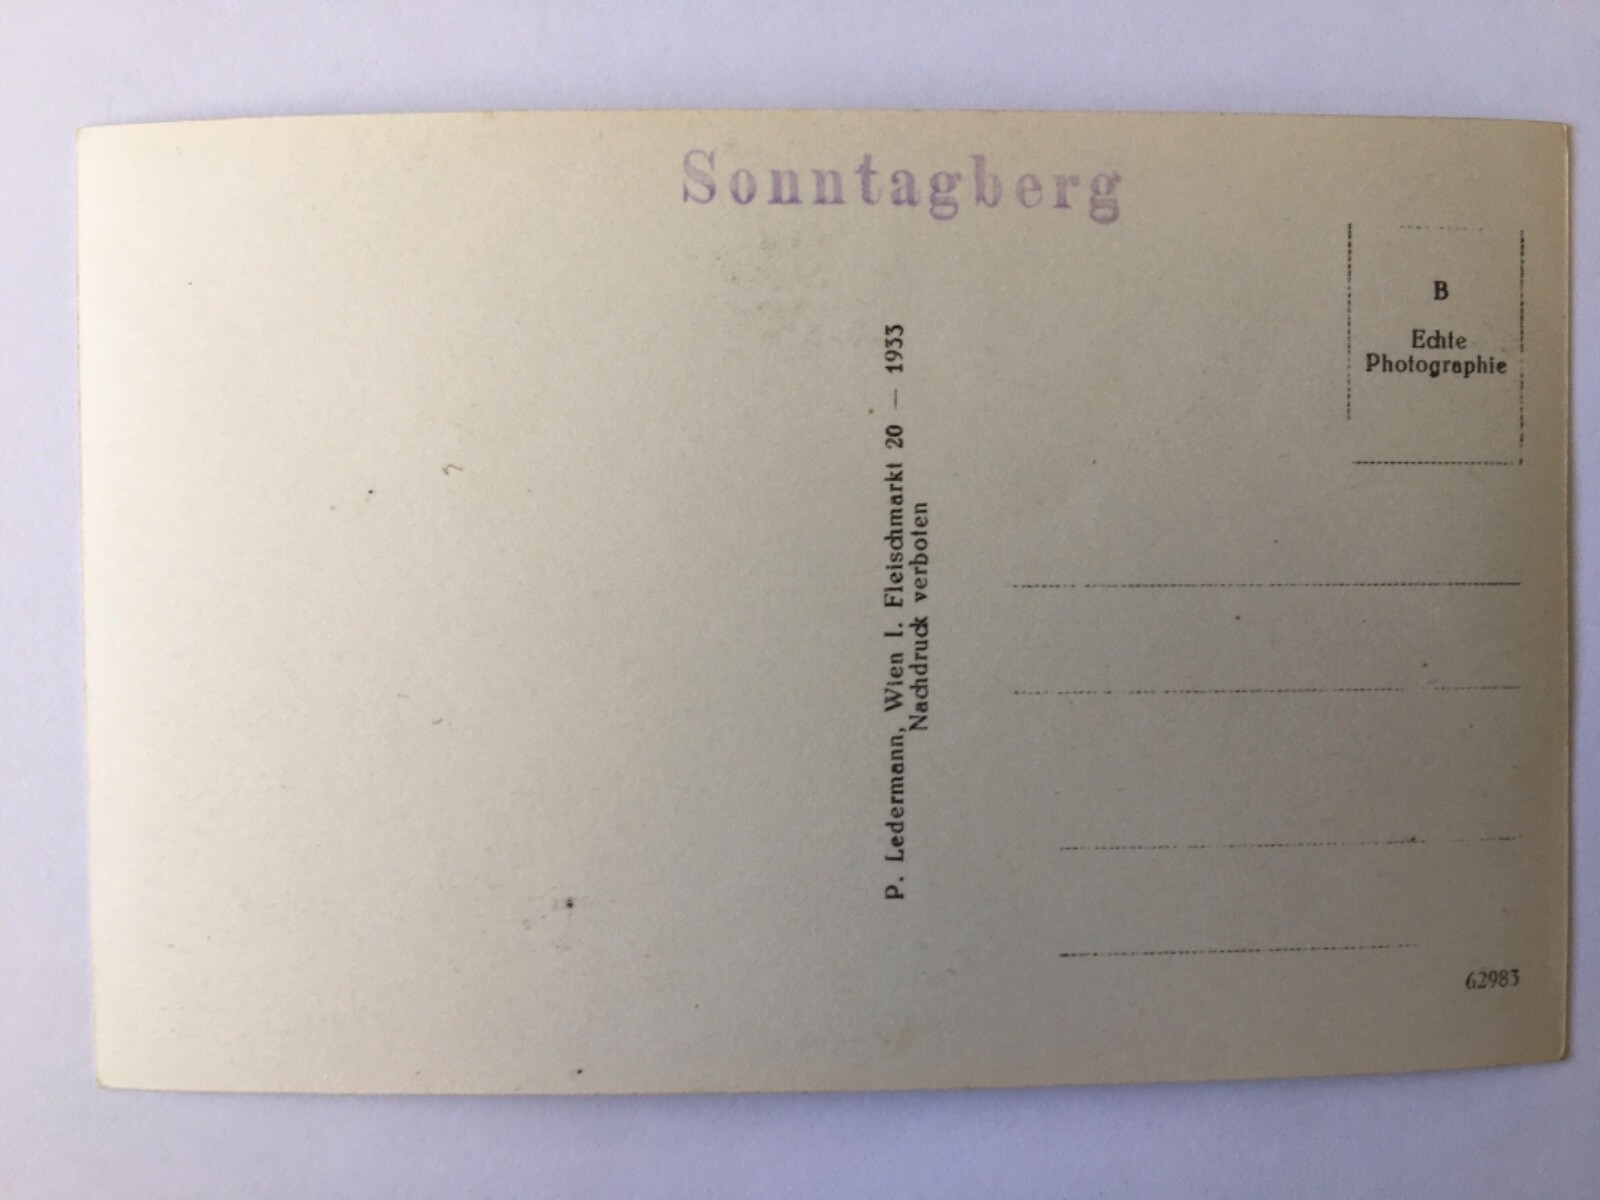 Sonntagberg
B
Echte
Photographie
P. Ledermann, Wien I. Fleischmarkt 20 — 1933
Nachdruck verboten
62983